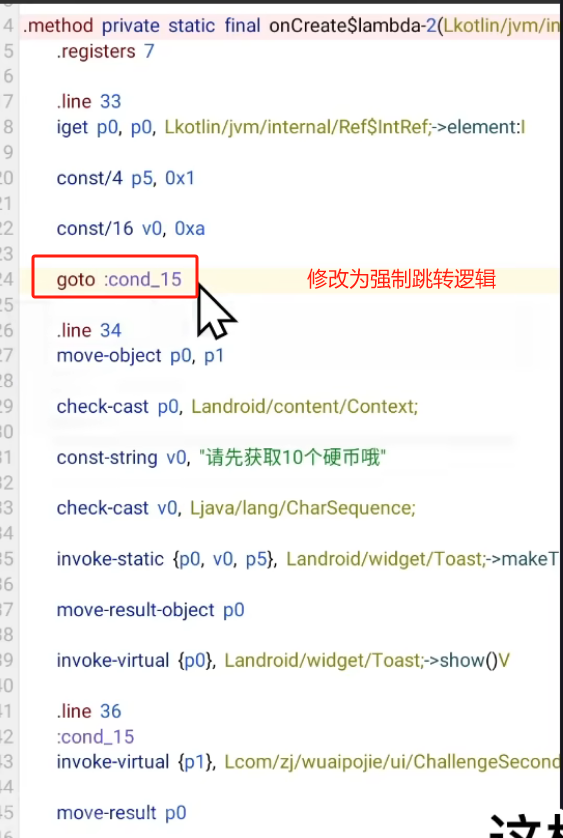 4 .method private static final onCreate$lambda-2(Lkotlin/jvm/in
5 .registers 7
6
7 .line 33
8 iget p0, p0, Lkotlin/jvm/internal/Ref$IntRef;->element:I
9
20 const/4 p5, 0x1
21
22 const/16 v0, 0xa
23
24 goto :cond_15 修改为强制跳转逻辑
25
26 .line 34
27 move-object p0, p1
28
29 check-cast p0, Landroid/content/Context;
30
31 const-string v0, "请先获取10个硬币哦"
32
33 check-cast v0, Ljava/lang/CharSequence;
34
35 invoke-static {p0, v0, p5}, Landroid/widget/Toast;->makeT
36
37 move-result-object p0
38
39 invoke-virtual {p0}, Landroid/widget/Toast;->show()V
40
41 .line 36
42 :cond_15
43 invoke-virtual {p1}, Lcom/zj/wuaipojie/ui/ChallengeSecond
44
45 move-result p0
这